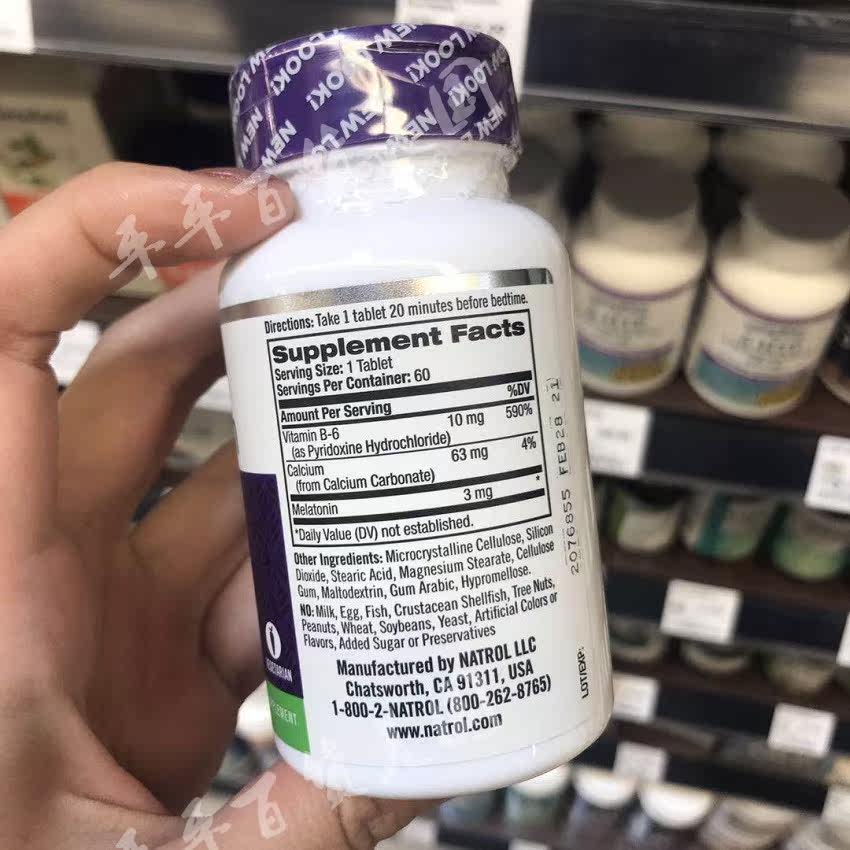 NEW LOOK!
NEW LOOK!
NEW LOOK!
Directions: Take 1 tablet 20 minutes before bedtime.
Supplement Facts
Serving Size: 1 Tablet
Servings Per Container: 60
%DV
Amount Per Serving
Vitamin B-6 10 mg 590%
(as Pyridoxine Hydrochloride)
Calcium 63 mg 4%
(from Calcium Carbonate)
Melatonin 3 mg *
*Daily Value (DV) not established.
Other Ingredients: Microcrystalline Cellulose, Silicon
Dioxide, Stearic Acid, Magnesium Stearate, Cellulose
Gum, Maltodextrin, Gum Arabic, Hypromellose.
NO: Milk, Egg, Fish, Crustacean Shellfish, Tree Nuts,
Peanuts, Wheat, Soybeans, Yeast, Artificial Colors or
Flavors, Added Sugar or Preservatives
Manufactured by NATROL LLC
Chatsworth, CA 91311, USA
1-800-2-NATROL (800-262-8765)
www.natrol.com
2076855 FEB28 21
LOT/EXP: